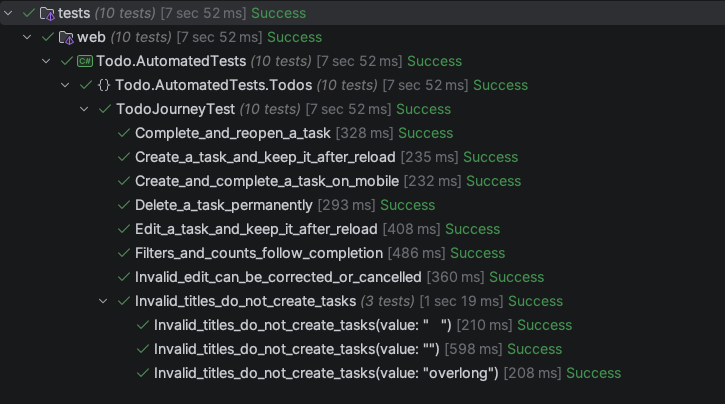 tests (10 tests) [7 sec 52 ms] Success
web (10 tests) [7 sec 52 ms] Success
C# Todo.AutomatedTests (10 tests) [7 sec 52 ms] Success
{} Todo.AutomatedTests.Todos (10 tests) [7 sec 52 ms] Success
TodoJourneyTest (10 tests) [7 sec 52 ms] Success
Complete_and_reopen_a_task [328 ms] Success
Create_a_task_and_keep_it_after_reload [235 ms] Success
Create_and_complete_a_task_on_mobile [232 ms] Success
Delete_a_task_permanently [293 ms] Success
Edit_a_task_and_keep_it_after_reload [408 ms] Success
Filters_and_counts_follow_completion [486 ms] Success
Invalid_edit_can_be_corrected_or_cancelled [360 ms] Success
Invalid_titles_do_not_create_tasks (3 tests) [1 sec 19 ms] Success
Invalid_titles_do_not_create_tasks(value: "   ") [210 ms] Success
Invalid_titles_do_not_create_tasks(value: "") [598 ms] Success
Invalid_titles_do_not_create_tasks(value: "overlong") [208 ms] Success